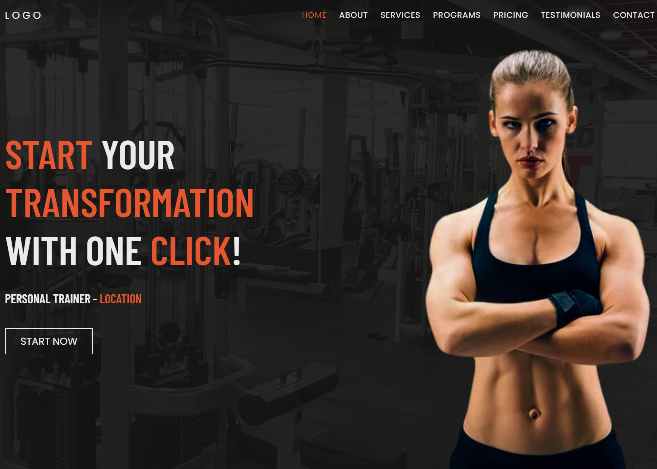 LOGO
HOME ABOUT SERVICES PROGRAMS PRICING TESTIMONIALS CONTACT
START YOUR
TRANSFORMATION
WITH ONE CLICK!
PERSONAL TRAINER - LOCATION
START NOW